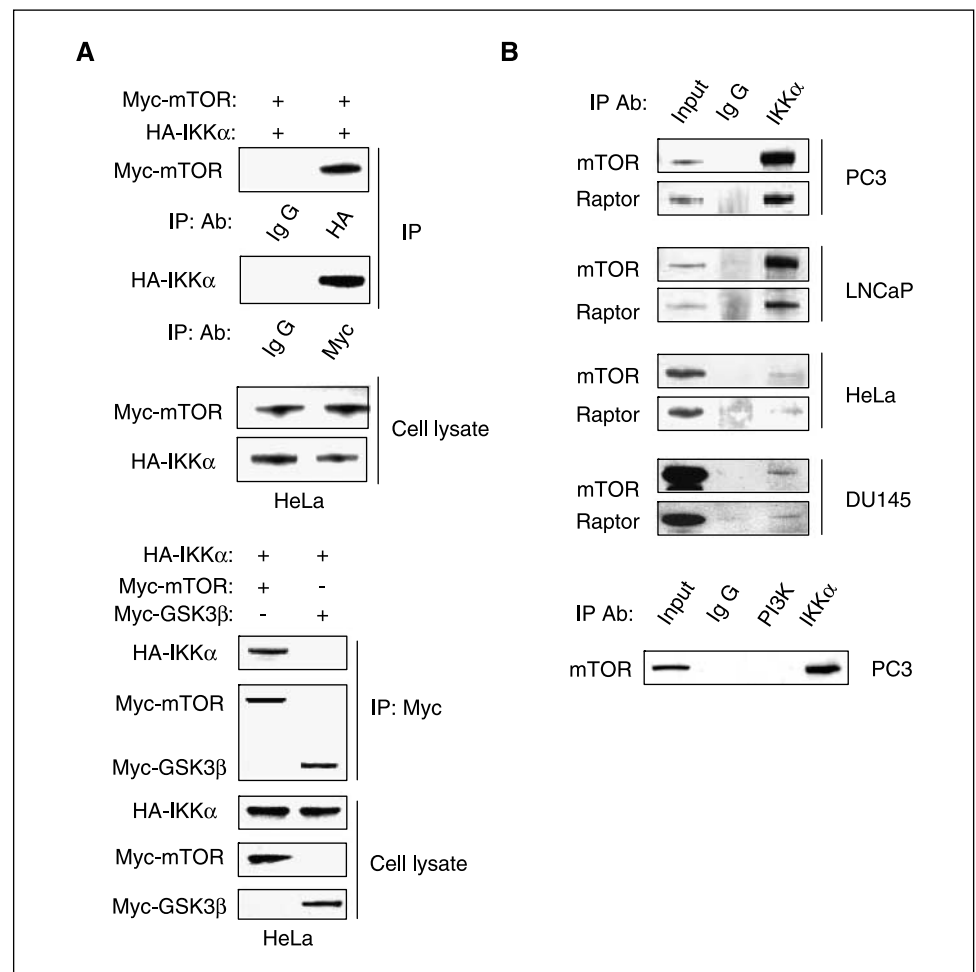 A
Myc-mTOR: + +
HA-IKKα: + +
Myc-mTOR
IP: Ab: Ig G HA
IP
HA-IKKα
IP: Ab: Ig G Myc
Myc-mTOR
Cell lysate
HA-IKKα
HeLa
HA-IKKα: + +
Myc-mTOR: + -
Myc-GSK3β: - +
HA-IKKα
Myc-mTOR
IP: Myc
Myc-GSK3β
HA-IKKα
Myc-mTOR
Cell lysate
Myc-GSK3β
HeLa
B
IP Ab: Input Ig G IKKα
mTOR
PC3
Raptor
mTOR
LNCaP
Raptor
mTOR
HeLa
Raptor
mTOR
DU145
Raptor
IP Ab: Input Ig G PI3K IKKα
mTOR PC3